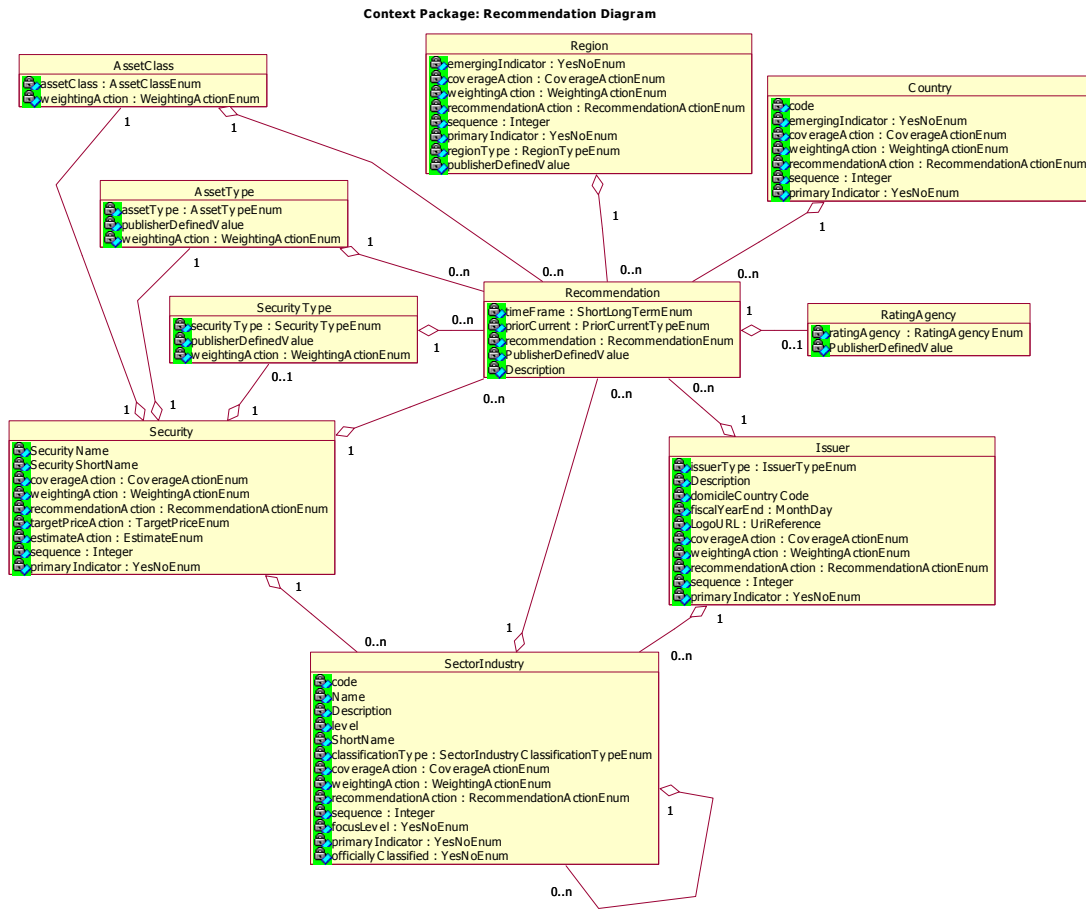 Context Package: Recommendation Diagram
AssetClass
assetClass : AssetClassEnum
weightingAction : WeightingActionEnum
1
1
Region
emergingIndicator : YesNoEnum
coverageAction : CoverageActionEnum
weightingAction : WeightingActionEnum
recommendationAction : RecommendationActionEnum
sequence : Integer
primaryIndicator : YesNoEnum
regionType : RegionTypeEnum
publisherDefinedValue
1
0..n
Country
code
emergingIndicator : YesNoEnum
coverageAction : CoverageActionEnum
weightingAction : WeightingActionEnum
recommendationAction : RecommendationActionEnum
sequence : Integer
primaryIndicator : YesNoEnum
1
0..n
AssetType
assetType : AssetTypeEnum
publisherDefinedValue
weightingAction : WeightingActionEnum
1
1
0..n
0..n
SecurityType
securityType : SecurityTypeEnum
publisherDefinedValue
weightingAction : WeightingActionEnum
0..n
1
0..1
1
Recommendation
timeFrame : ShortLongTermEnum
priorCurrent : PriorCurrentTypeEnum
recommendation : RecommendationEnum
PublisherDefinedValue
Description
1
0..1
RatingAgency
ratingAgency : RatingAgencyEnum
PublisherDefinedValue
0..n
0..n
0..n
1
1
1
1
Security
SecurityName
SecurityShortName
coverageAction : CoverageActionEnum
weightingAction : WeightingActionEnum
recommendationAction : RecommendationActionEnum
targetPriceAction : TargetPriceEnum
estimateAction : EstimateEnum
sequence : Integer
primaryIndicator : YesNoEnum
1
0..n
Issuer
issuerType : IssuerTypeEnum
Description
domicileCountryCode
fiscalYearEnd : MonthDay
LogoURL : UriReference
coverageAction : CoverageActionEnum
weightingAction : WeightingActionEnum
recommendationAction : RecommendationActionEnum
sequence : Integer
primaryIndicator : YesNoEnum
1
1
0..n
SectorIndustry
code
Name
Description
level
ShortName
classificationType : SectorIndustryClassificationTypeEnum
coverageAction : CoverageActionEnum
weightingAction : WeightingActionEnum
recommendationAction : RecommendationActionEnum
sequence : Integer
focusLevel : YesNoEnum
primaryIndicator : YesNoEnum
officiallyClassified : YesNoEnum
1
0..n